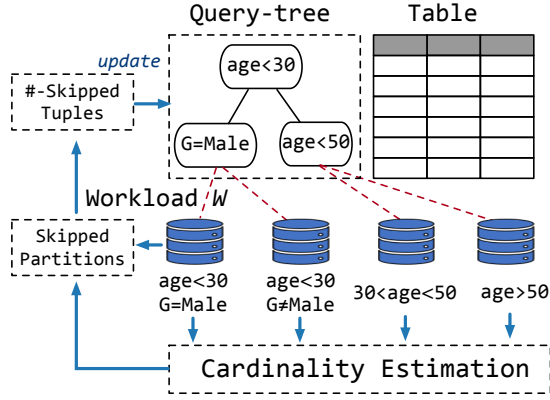 Query-tree
Table
update
age<30
#-Skipped
Tuples
G=Male
age<50
Workload W
Skipped
Partitions
age<30
G=Male
age<30
G≠Male
30<age<50
age>50
Cardinality Estimation